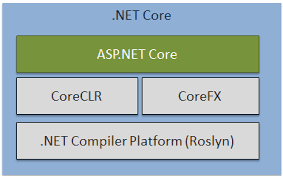 .NET Core
ASP.NET Core
CoreCLR
CoreFX
.NET Compiler Platform (Roslyn)